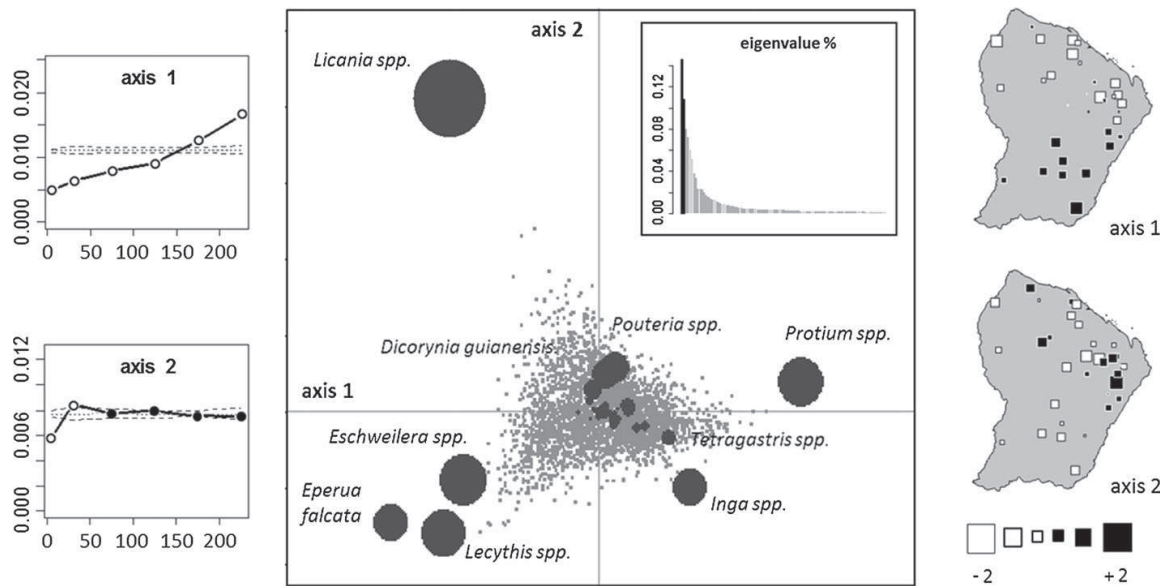 axis 1
0.020
0.010
0.000
0 50 100 150 200
axis 2
0.012
0.006
0.000
0 50 100 150 200
axis 2
Licania spp.
eigenvalue %
0.12
0.08
0.04
0.00
Pouteria spp.
Protium spp.
Dicorynia guianensis.
axis 1
Eschweilera spp.
Tetragastris spp.
Eperua
falcata
Inga spp.
Lecythis spp.
axis 1
axis 2
- 2 + 2